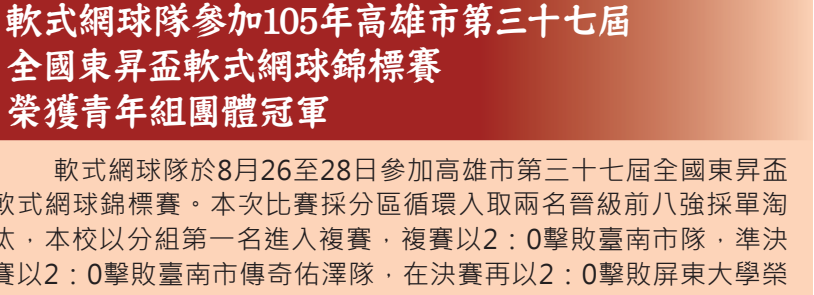 軟式網球隊參加105年高雄市第三十七屆
全國東昇盃軟式網球錦標賽
榮獲青年組團體冠軍
軟式網球隊於8月26至28日參加高雄市第三十七屆全國東昇盃
軟式網球錦標賽。本次比賽採分區循環入取兩名晉級前八強採單淘
汰，本校以分組第一名進入複賽，複賽以2：0擊敗臺南市隊，準決
賽以2：0擊敗臺南市傳奇佑澤隊，在決賽再以2：0擊敗屏東大學榮